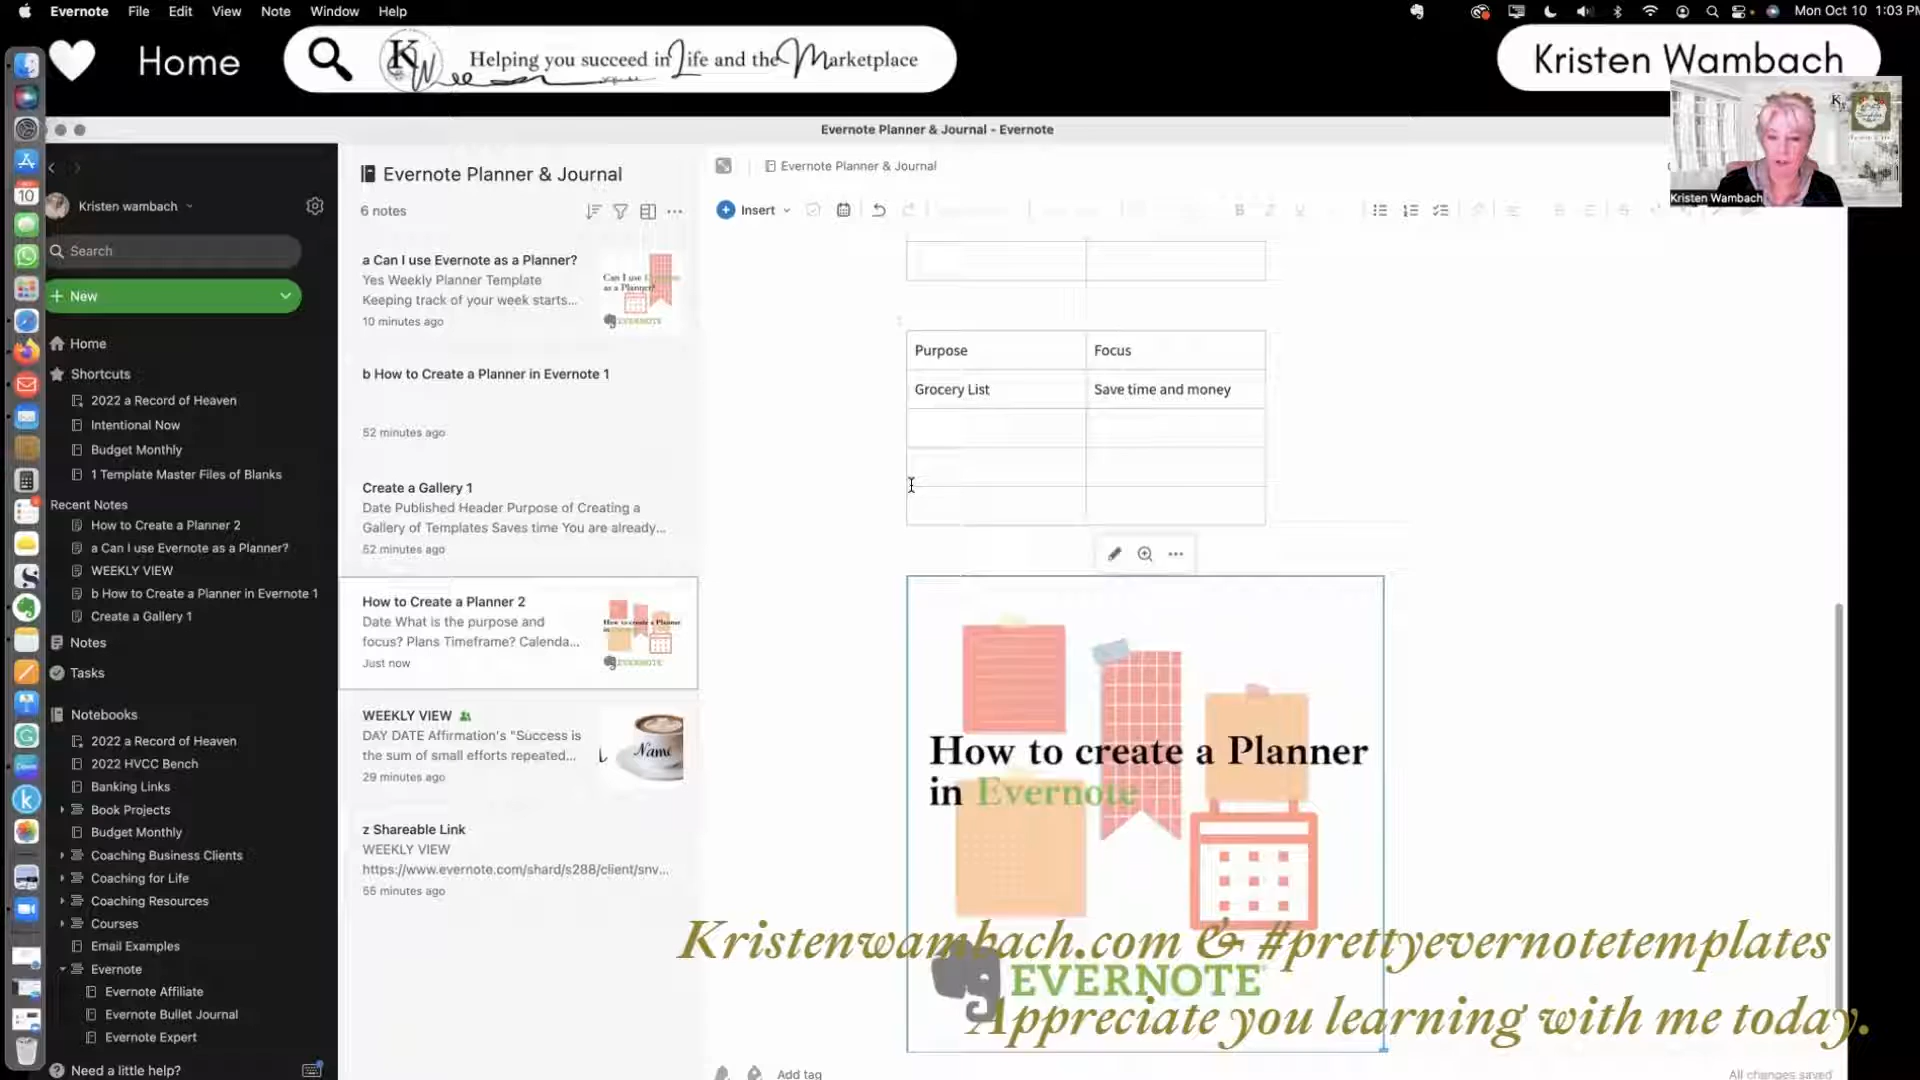 Evernote File Edit View Note Window Help
Mon Oct 10 1:03 PM
Home
Helping you succeed in Life and the Marketplace
Kristen Wambach
Evernote Planner & Journal - Evernote
Kristen wambach
Search
New
Home
Shortcuts
2022 a Record of Heaven
Intentional Now
Budget Monthly
1 Template Master Files of Blanks
Recent Notes
How to Create a Planner 2
a Can I use Evernote as a Planner?
WEEKLY VIEW
b How to Create a Planner in Evernote 1
Create a Gallery 1
Notes
Tasks
Notebooks
2022 a Record of Heaven
2022 HVCC Bench
Banking Links
Book Projects
Budget Monthly
Coaching Business Clients
Coaching for Life
Coaching Resources
Courses
Email Examples
Evernote
Evernote Affiliate
Evernote Bullet Journal
Evernote Expert
Need a little help?
Evernote Planner & Journal
6 notes
a Can I use Evernote as a Planner?
Yes Weekly Planner Template
Keeping track of your week starts...
10 minutes ago
b How to Create a Planner in Evernote 1
52 minutes ago
Create a Gallery 1
Date Published Header Purpose of Creating a
Gallery of Templates Saves time You are already...
52 minutes ago
How to Create a Planner 2
Date What is the purpose and
focus? Plans Timeframe? Calenda...
Just now
WEEKLY VIEW
DAY DATE Affirmation's "Success is
the sum of small efforts repeated...
29 minutes ago
Name
z Shareable Link
WEEKLY VIEW
https://www.evernote.com/shard/s288/client/snv...
55 minutes ago
Evernote Planner & Journal
Insert
Purpose Focus
Grocery List Save time and money
How to create a Planner
in Evernote
EVERNOTE
Kristenwambach.com & #prettyevernotetemplates
Appreciate you learning with me today.
Add tag
All changes saved
Kristen Wambach
10